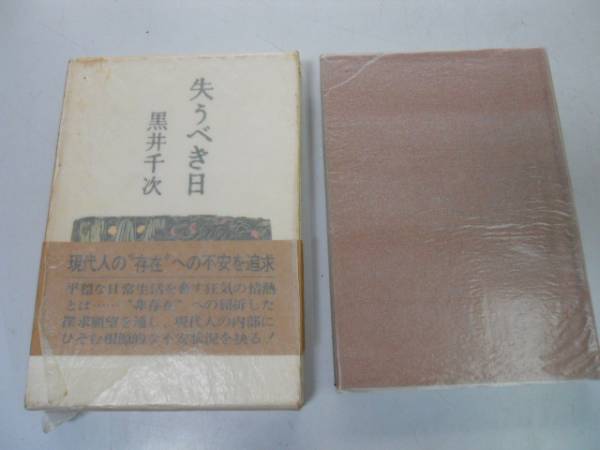 失うべき日
黒井千次
現代人の"存在"への不安を追求
平穏な日常生活を脅す狂気の情熱
とは……"非存在"への屈折した
探求願望を通し、現代人の内部に
ひそむ根源的な不安状況を抉る！